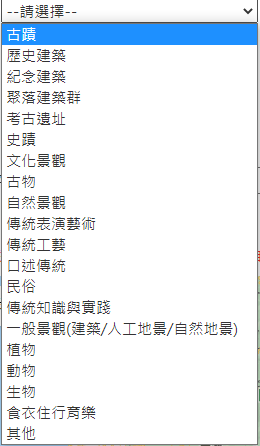 --請選擇--
古蹟
歷史建築
紀念建築
聚落建築群
考古遺址
史蹟
文化景觀
古物
自然景觀
傳統表演藝術
傳統工藝
口述傳統
民俗
傳統知識與實踐
一般景觀(建築/人工地景/自然地景)
植物
動物
生物
食衣住行育樂
其他